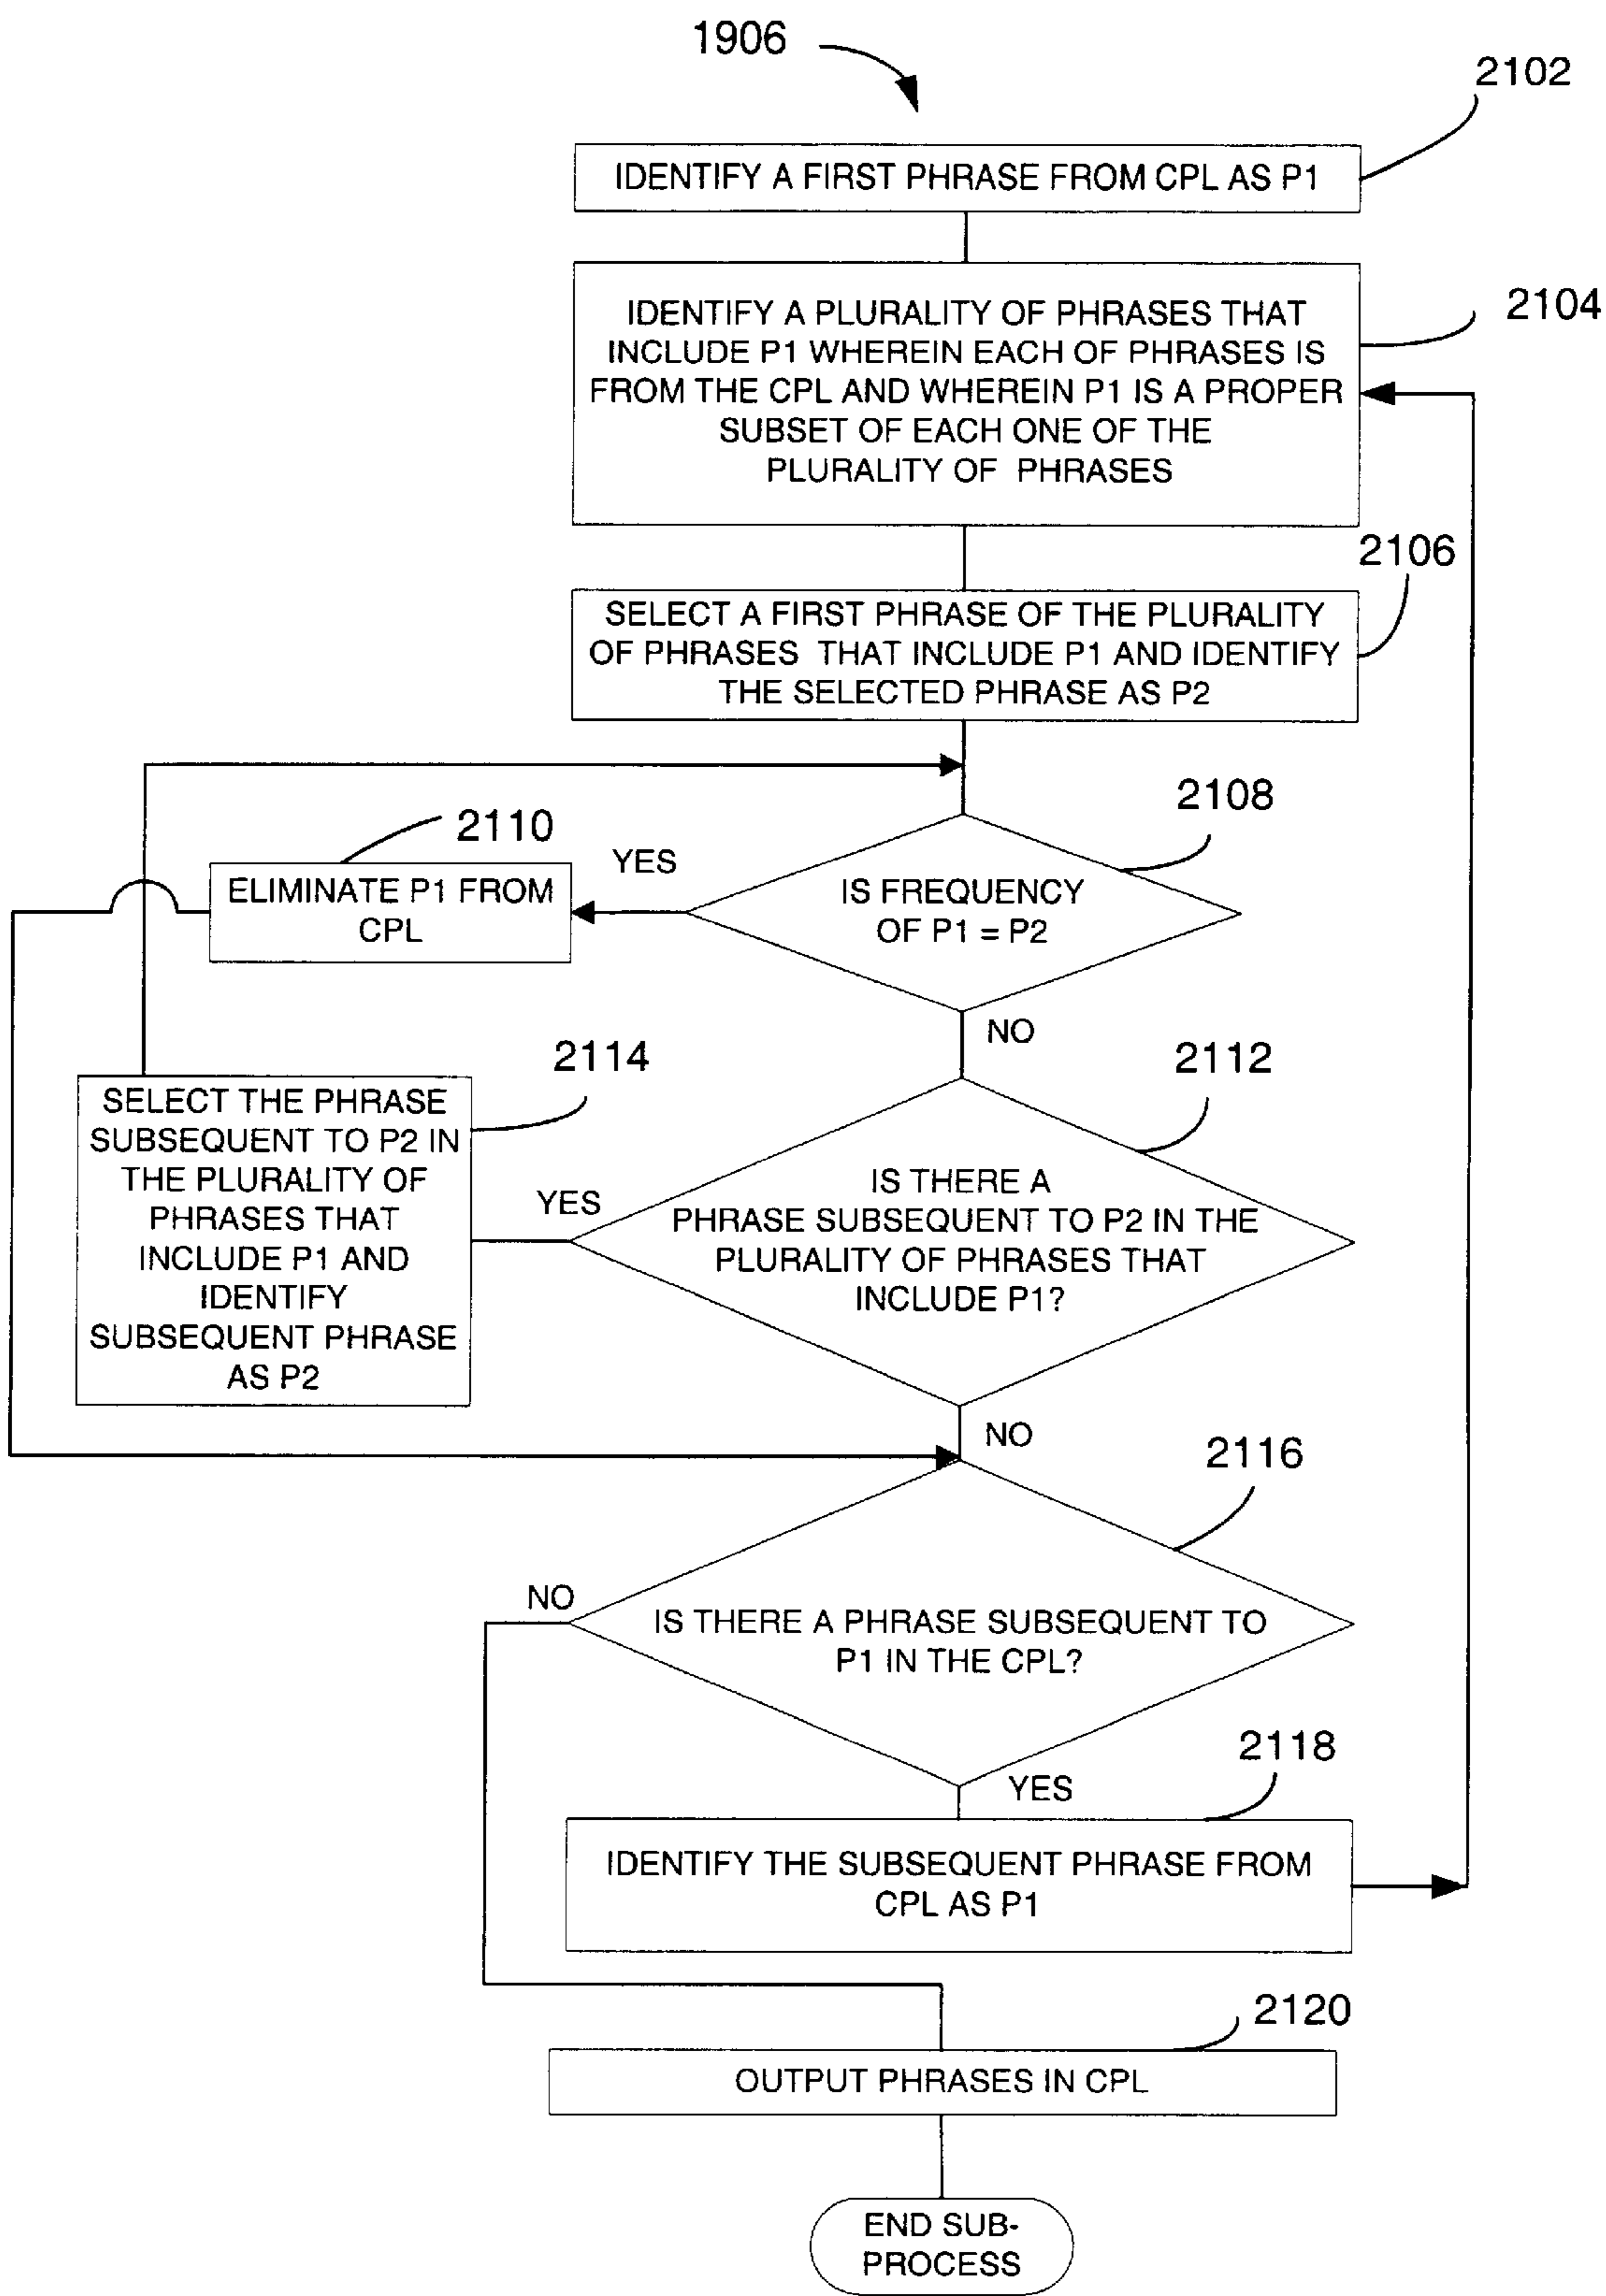 1906
2102
IDENTIFY A FIRST PHRASE FROM CPL AS P1
2104
IDENTIFY A PLURALITY OF PHRASES THAT
INCLUDE P1 WHEREIN EACH OF PHRASES IS
FROM THE CPL AND WHEREIN P1 IS A PROPER
SUBSET OF EACH ONE OF THE
PLURALITY OF PHRASES
2106
SELECT A FIRST PHRASE OF THE PLURALITY
OF PHRASES THAT INCLUDE P1 AND IDENTIFY
THE SELECTED PHRASE AS P2
2108
2110
YES
IS FREQUENCY
OF P1 = P2
ELIMINATE P1 FROM
CPL
NO
2112
2114
SELECT THE PHRASE
SUBSEQUENT TO P2 IN
THE PLURALITY OF
PHRASES THAT
INCLUDE P1 AND
IDENTIFY
SUBSEQUENT PHRASE
AS P2
YES
IS THERE A
PHRASE SUBSEQUENT TO P2 IN THE
PLURALITY OF PHRASES THAT
INCLUDE P1?
NO
2116
NO
IS THERE A PHRASE SUBSEQUENT TO
P1 IN THE CPL?
2118
YES
IDENTIFY THE SUBSEQUENT PHRASE FROM
CPL AS P1
2120
OUTPUT PHRASES IN CPL
END SUB-
PROCESS